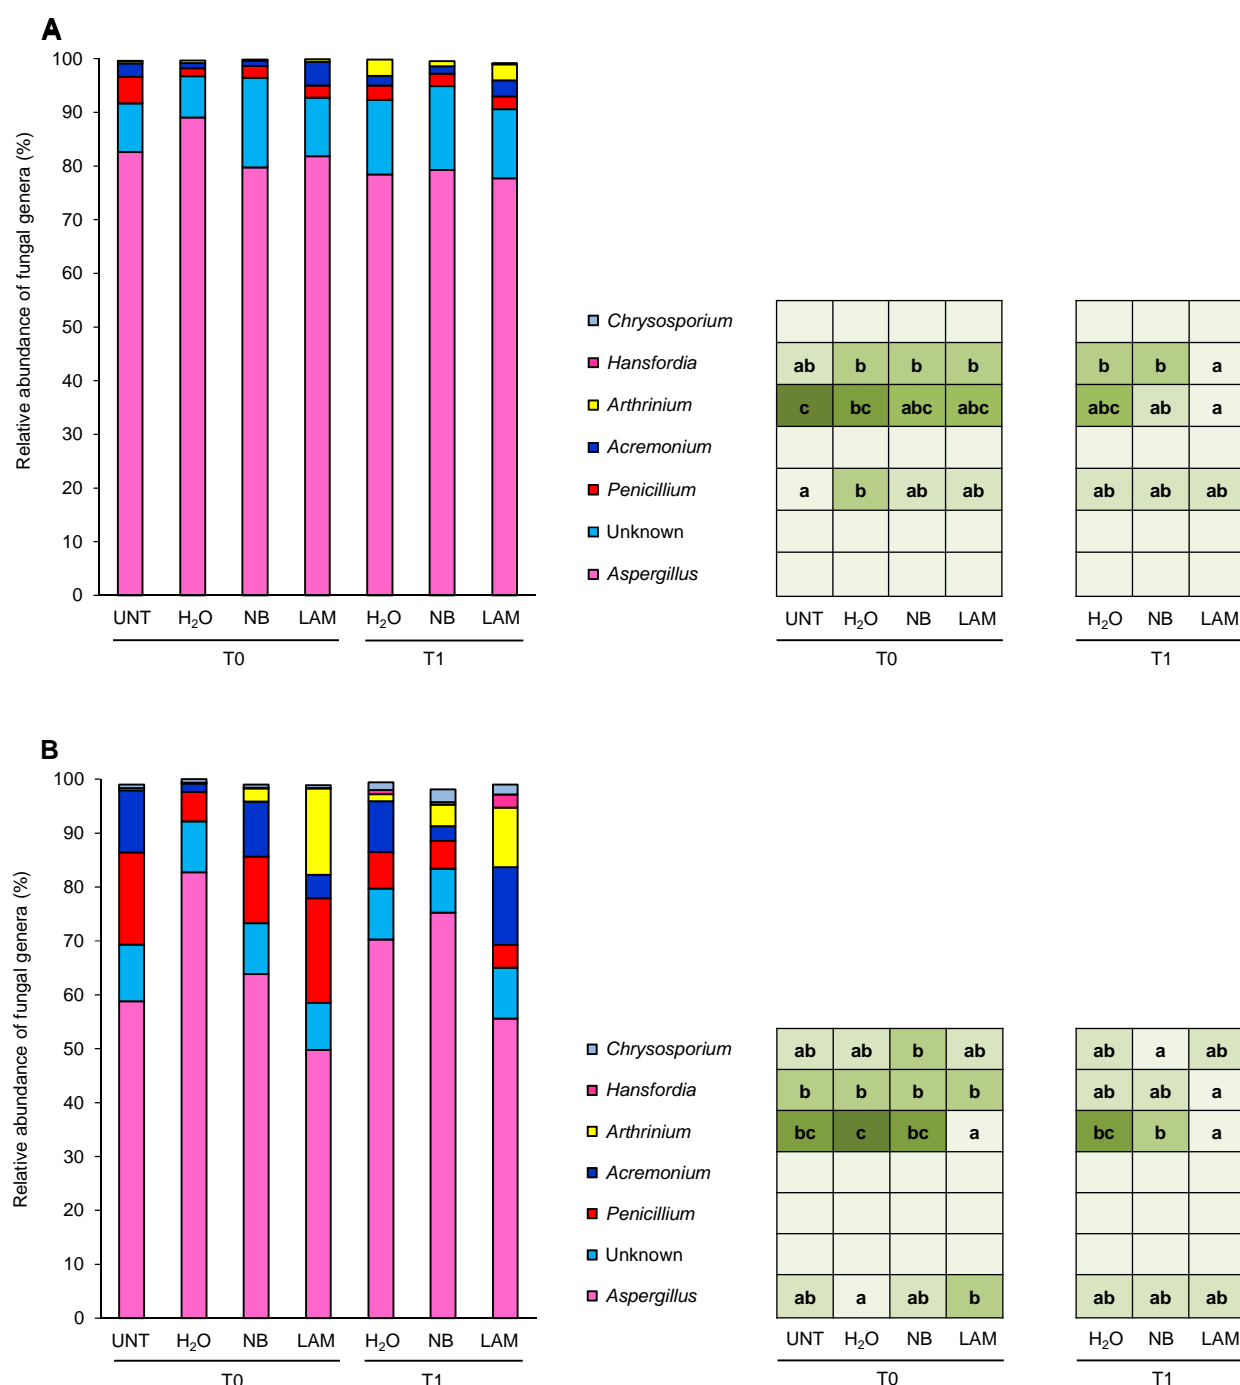 A
Relative abundance of fungal genera (%)
100
90
80
70
60
50
40
30
20
10
0
UNT H₂O NB LAM H₂O NB LAM
T0 T1
Chrysosporium
Hansfordia ab b b b b b a
Arthrinium c bc abc abc abc ab a
Acremonium
Penicillium a b ab ab ab ab ab
Unknown
Aspergillus
UNT H₂O NB LAM H₂O NB LAM
T0 T1
B
Relative abundance of fungal genera (%)
100
90
80
70
60
50
40
30
20
10
0
UNT H₂O NB LAM H₂O NB LAM
T0 T1
Chrysosporium ab ab b ab ab a ab
Hansfordia b b b b ab ab a
Arthrinium bc c bc a bc b a
Acremonium
Penicillium
Unknown
Aspergillus ab a ab b ab ab ab
UNT H₂O NB LAM H₂O NB LAM
T0 T1